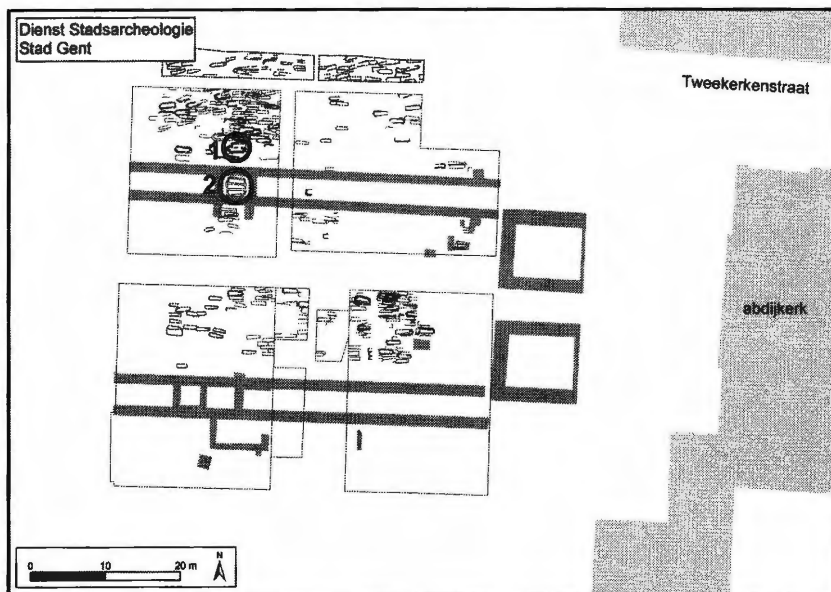 Dienst Stadsarcheologie
Stad Gent
Tweekerkenstraat
1
2
abdijkerk
0 10 20 m
N